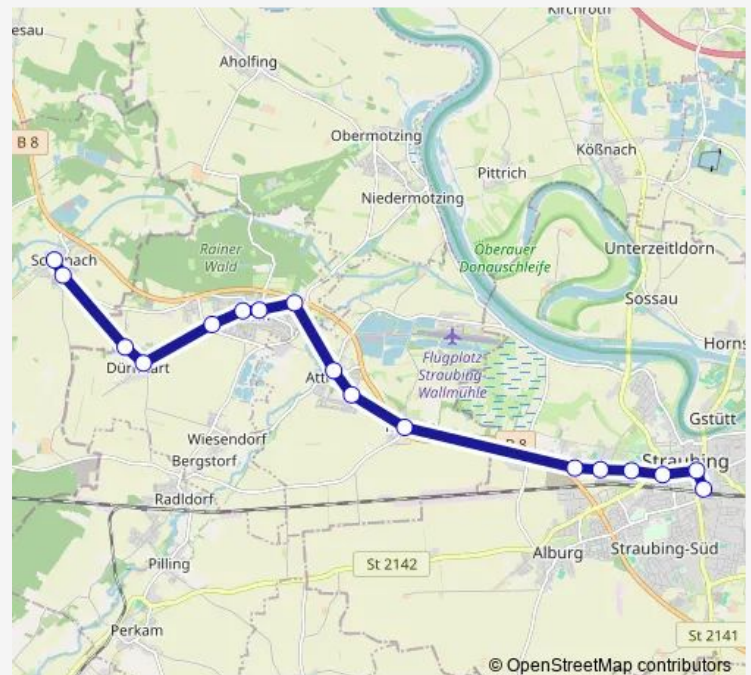 Kirchroth
esau
Aholfing
B 8
Obermotzing
Kößnach
Pittrich
Niedermotzing
Rainer
Wald
Oberauer
Donauschleife
Unterzeitldorn
Sossau
Horns
Flugplatz
Straubing-
Wallmühle
Gstütt
Wiesendorf
B 8
Straubing
Bergstorf
Radldorf
Alburg
Straubing-Süd
Pilling
St 2142
Perkam
St 2141
© OpenStreetMap contributors